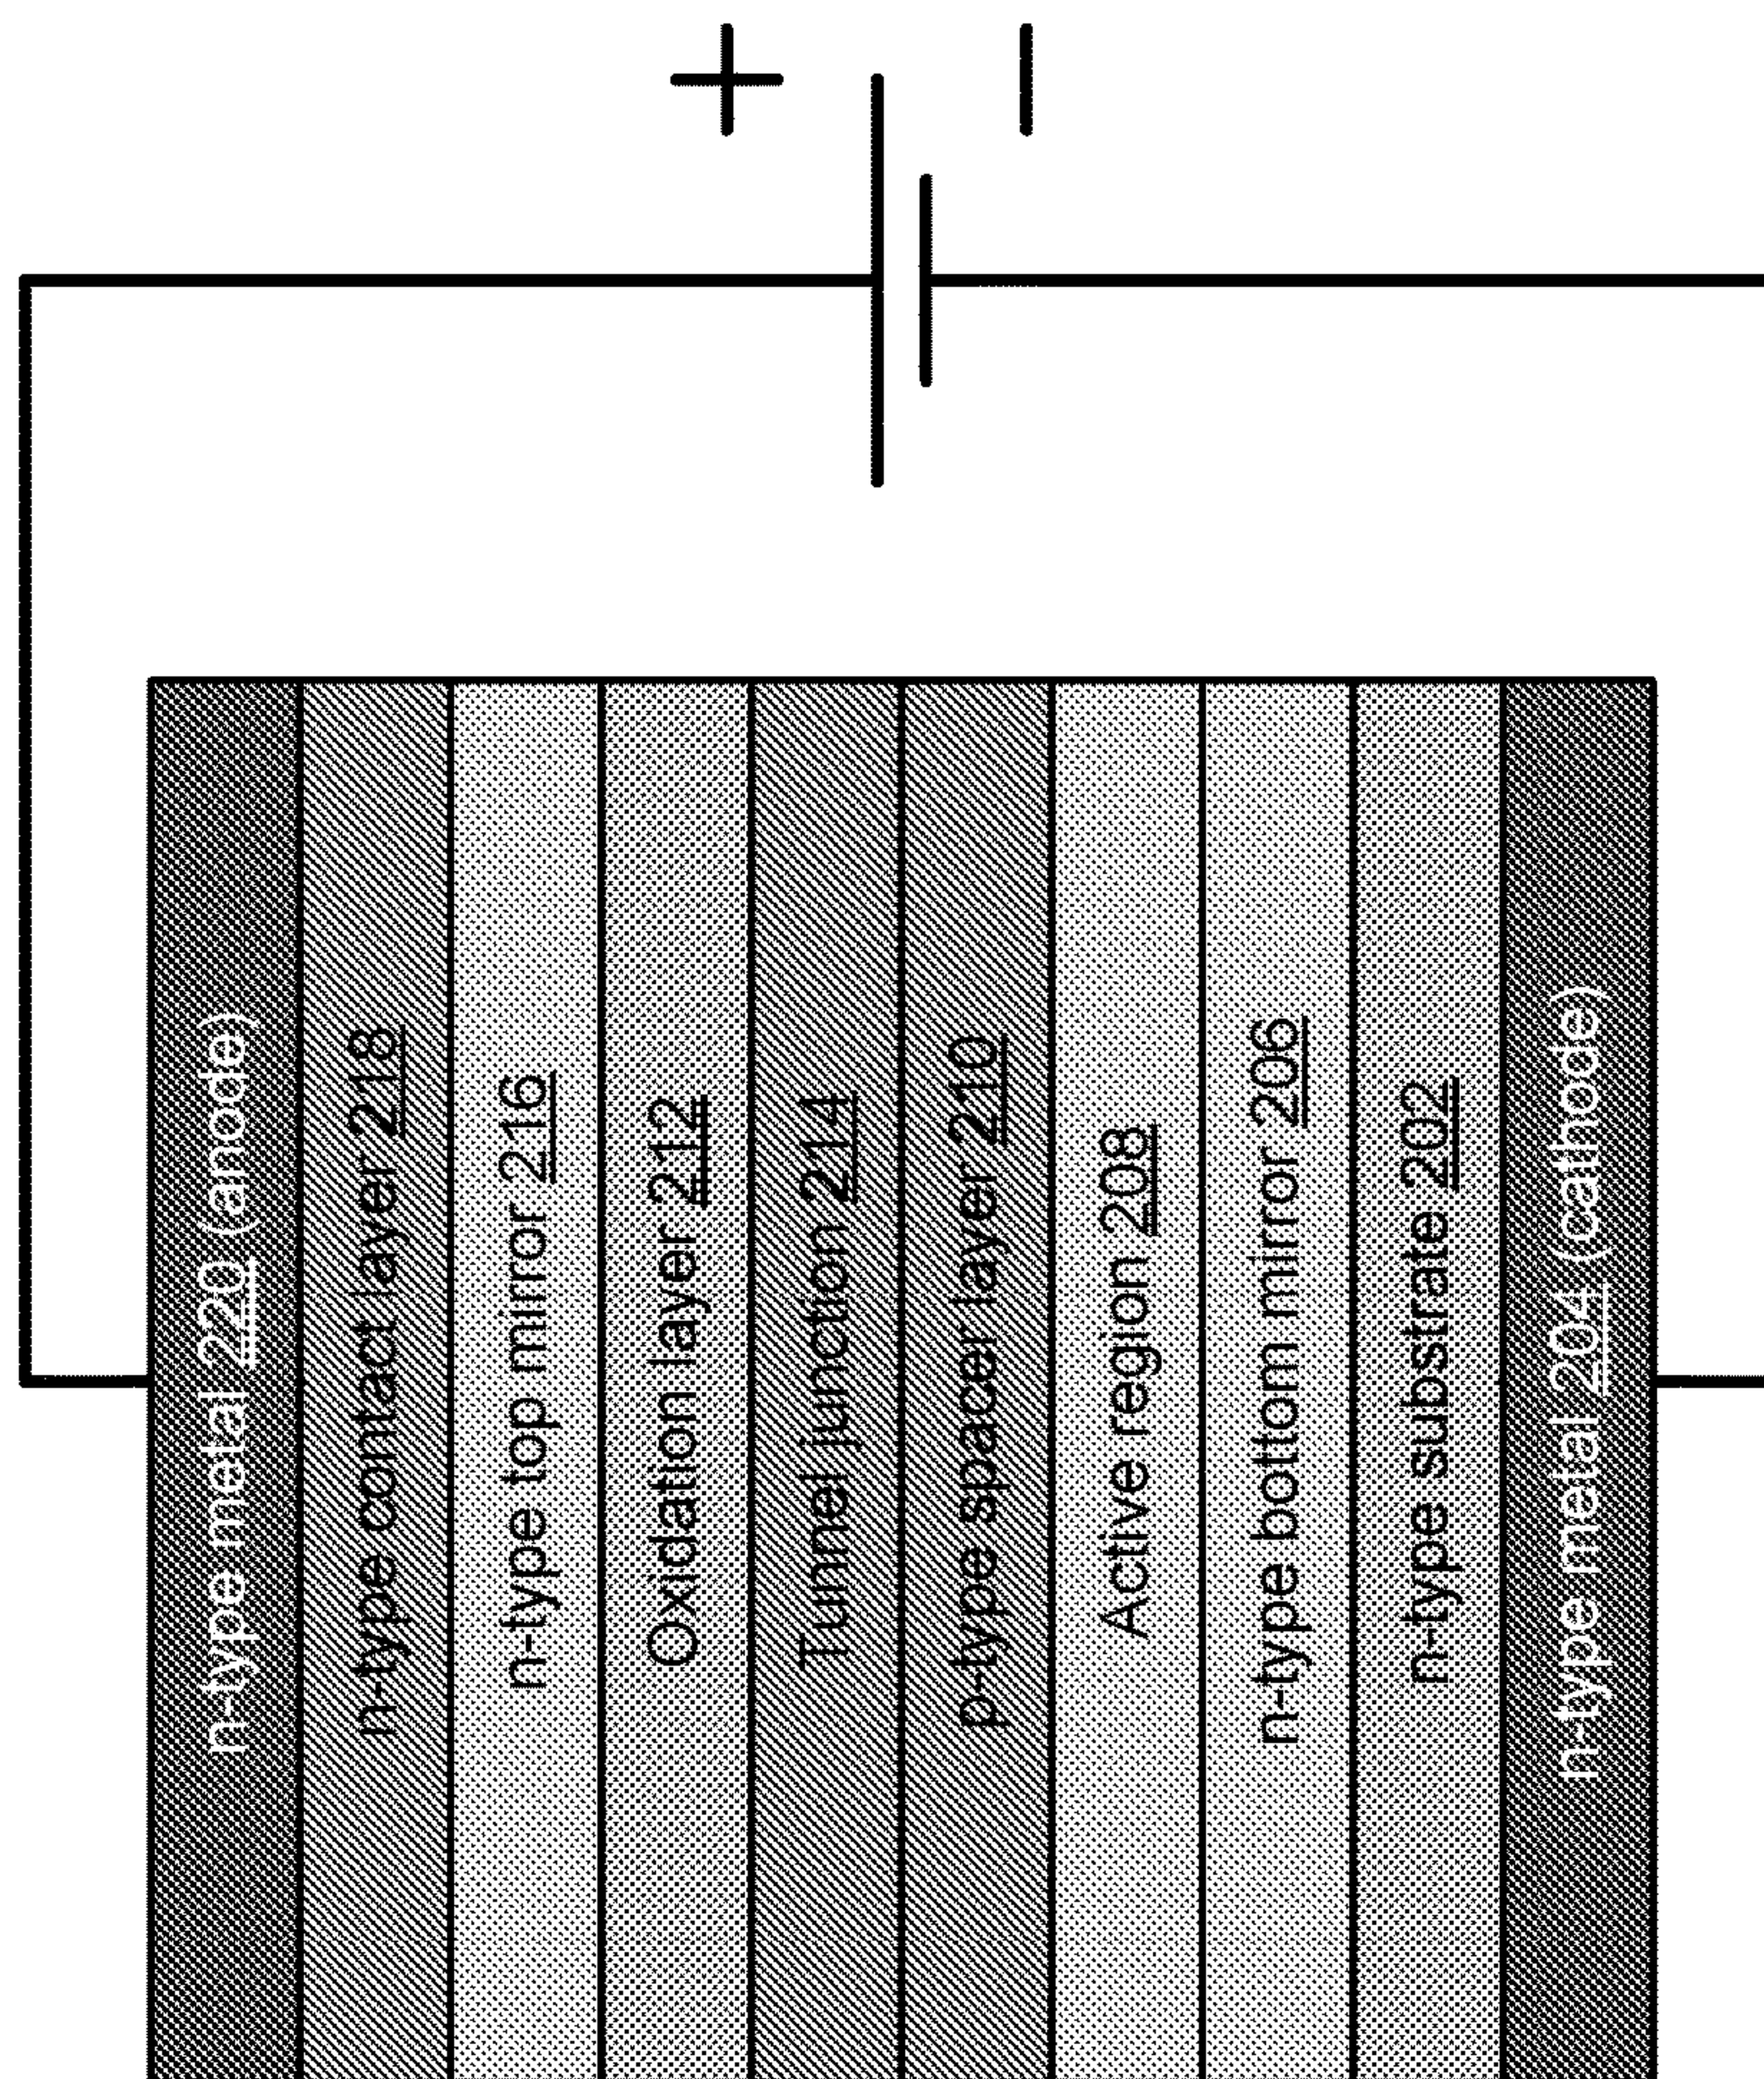 +
−
n-type metal 220 (anode)
n-type contact layer 218
n-type top mirror 216
Oxidation layer 212
Tunnel junction 214
p-type spacer layer 210
Active region 208
n-type bottom mirror 206
n-type substrate 202
n-type metal 204 (cathode)